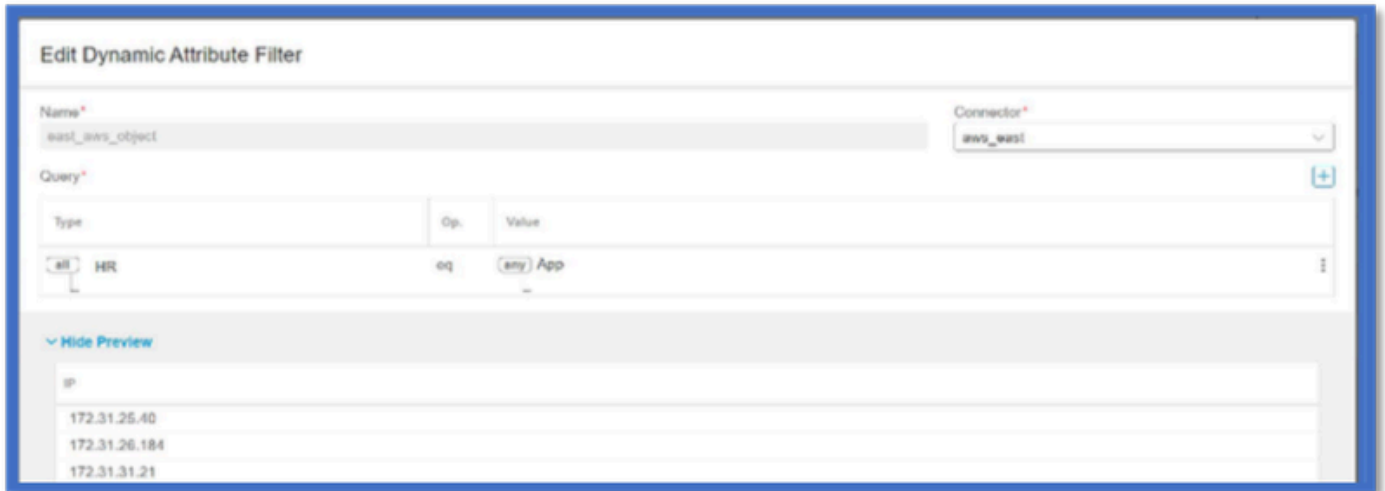 Edit Dynamic Attribute Filter
Name* Connector*
east_aws_object aws_east
Query*
Type Op. Value
all HR eq any App
Hide Preview
IP
172.31.25.40
172.31.26.184
172.31.31.21